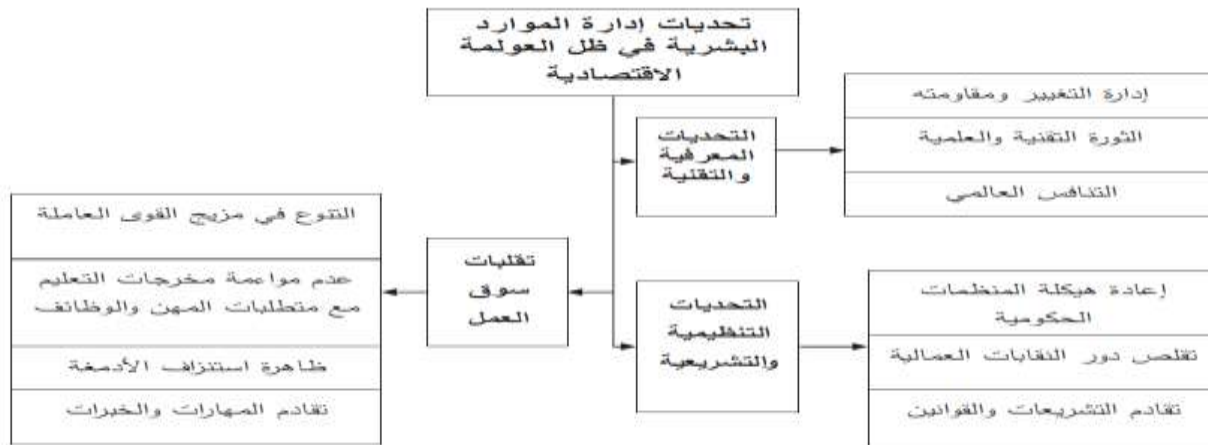 تحديات إدارة الموارد
البشرية في ظل العولمة
الاقتصادية
التحديات
المعرفية
والتقنية
إدارة التغيير ومقاومته
الثورة التقنية والعلمية
التنافس العالمي
تقلبات
سوق
العمل
التنوع في مزيج القوى العاملة
عدم مواءمة مخرجات التعليم
مع متطلبات المهن والوظائف
ظاهرة استنزاف الأدمغة
تقادم المهارات والخبرات
التحديات
التنظيمية
والتشريعية
إعادة هيكلة المنظمات
الحكومية
تقلص دور النقابات العمالية
تقادم التشريعات والقوانين